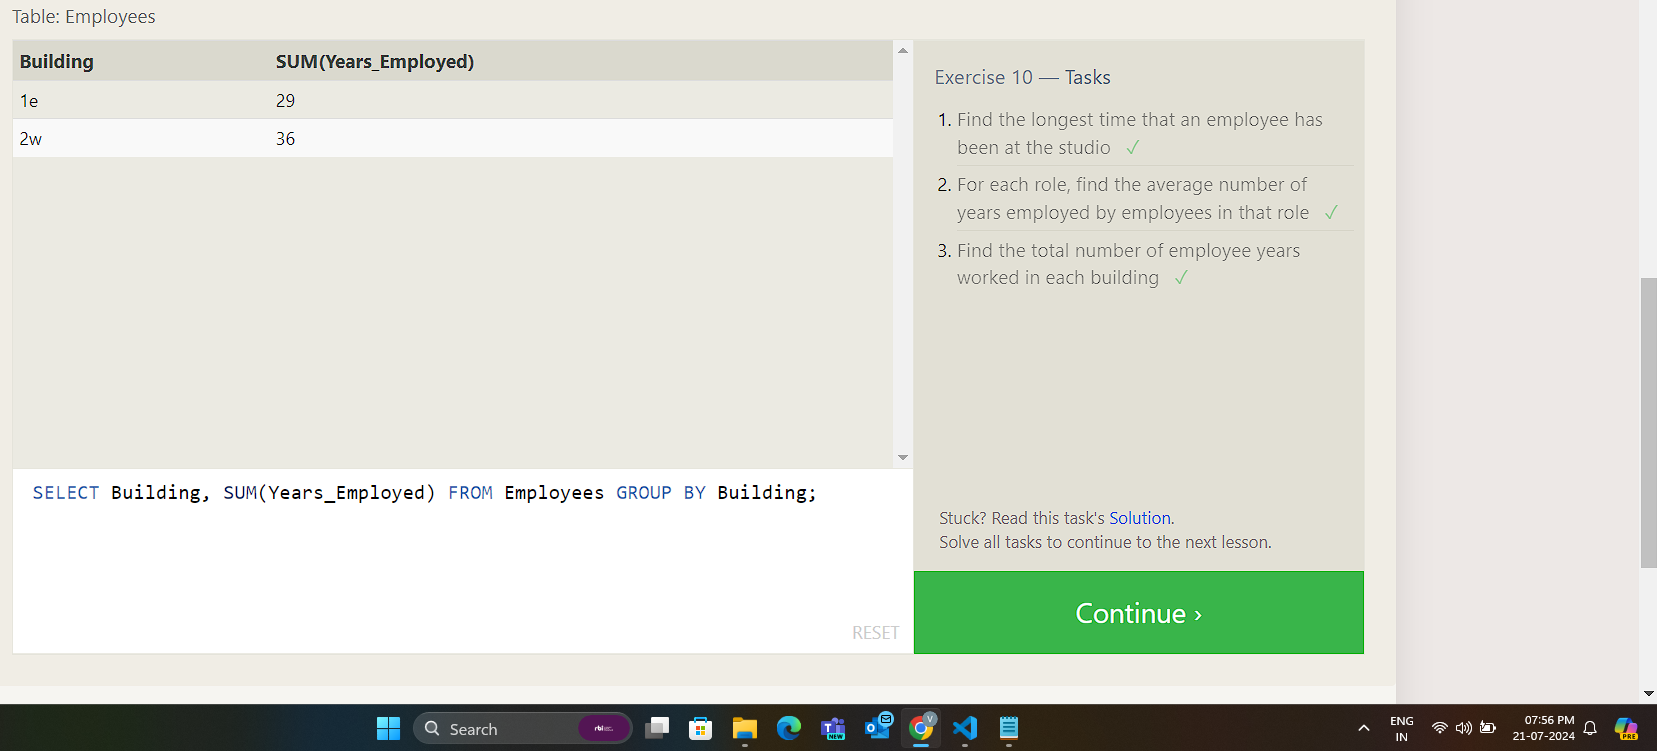 Table: Employees
Building SUM(Years_Employed)
1e 29
2w 36
SELECT Building, SUM(Years_Employed) FROM Employees GROUP BY Building;
RESET
Exercise 10 — Tasks
1. Find the longest time that an employee has
been at the studio ✓
2. For each role, find the average number of
years employed by employees in that role ✓
3. Find the total number of employee years
worked in each building ✓
Stuck? Read this task's Solution.
Solve all tasks to continue to the next lesson.
Continue ›
Search
NEW
V
ENG
IN
07:56 PM
21-07-2024
PRE